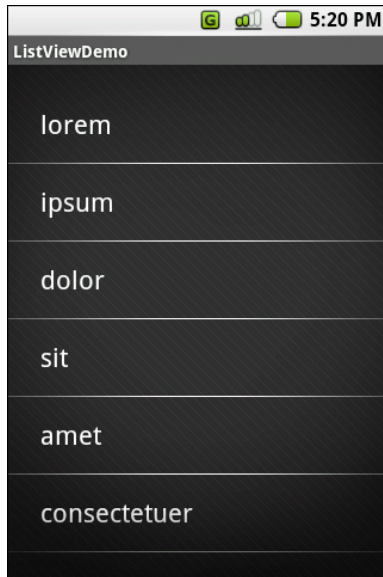 G 5:20 PM
ListViewDemo
lorem
ipsum
dolor
sit
amet
consectetuer